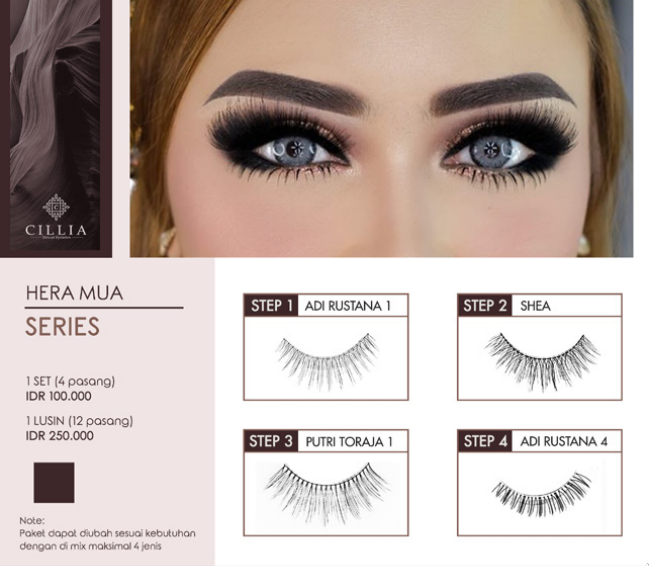 CILLIA
HERA MUA
SERIES
1 SET (4 pasang)
IDR 100.000
1 LUSIN (12 pasang)
IDR 250.000
Note:
Paket dapat diubah sesuai kebutuhan
dengan di mix maksimal 4 jenis
STEP 1 ADI RUSTANA 1
STEP 2 SHEA
STEP 3 PUTRI TORAJA 1
STEP 4 ADI RUSTANA 4